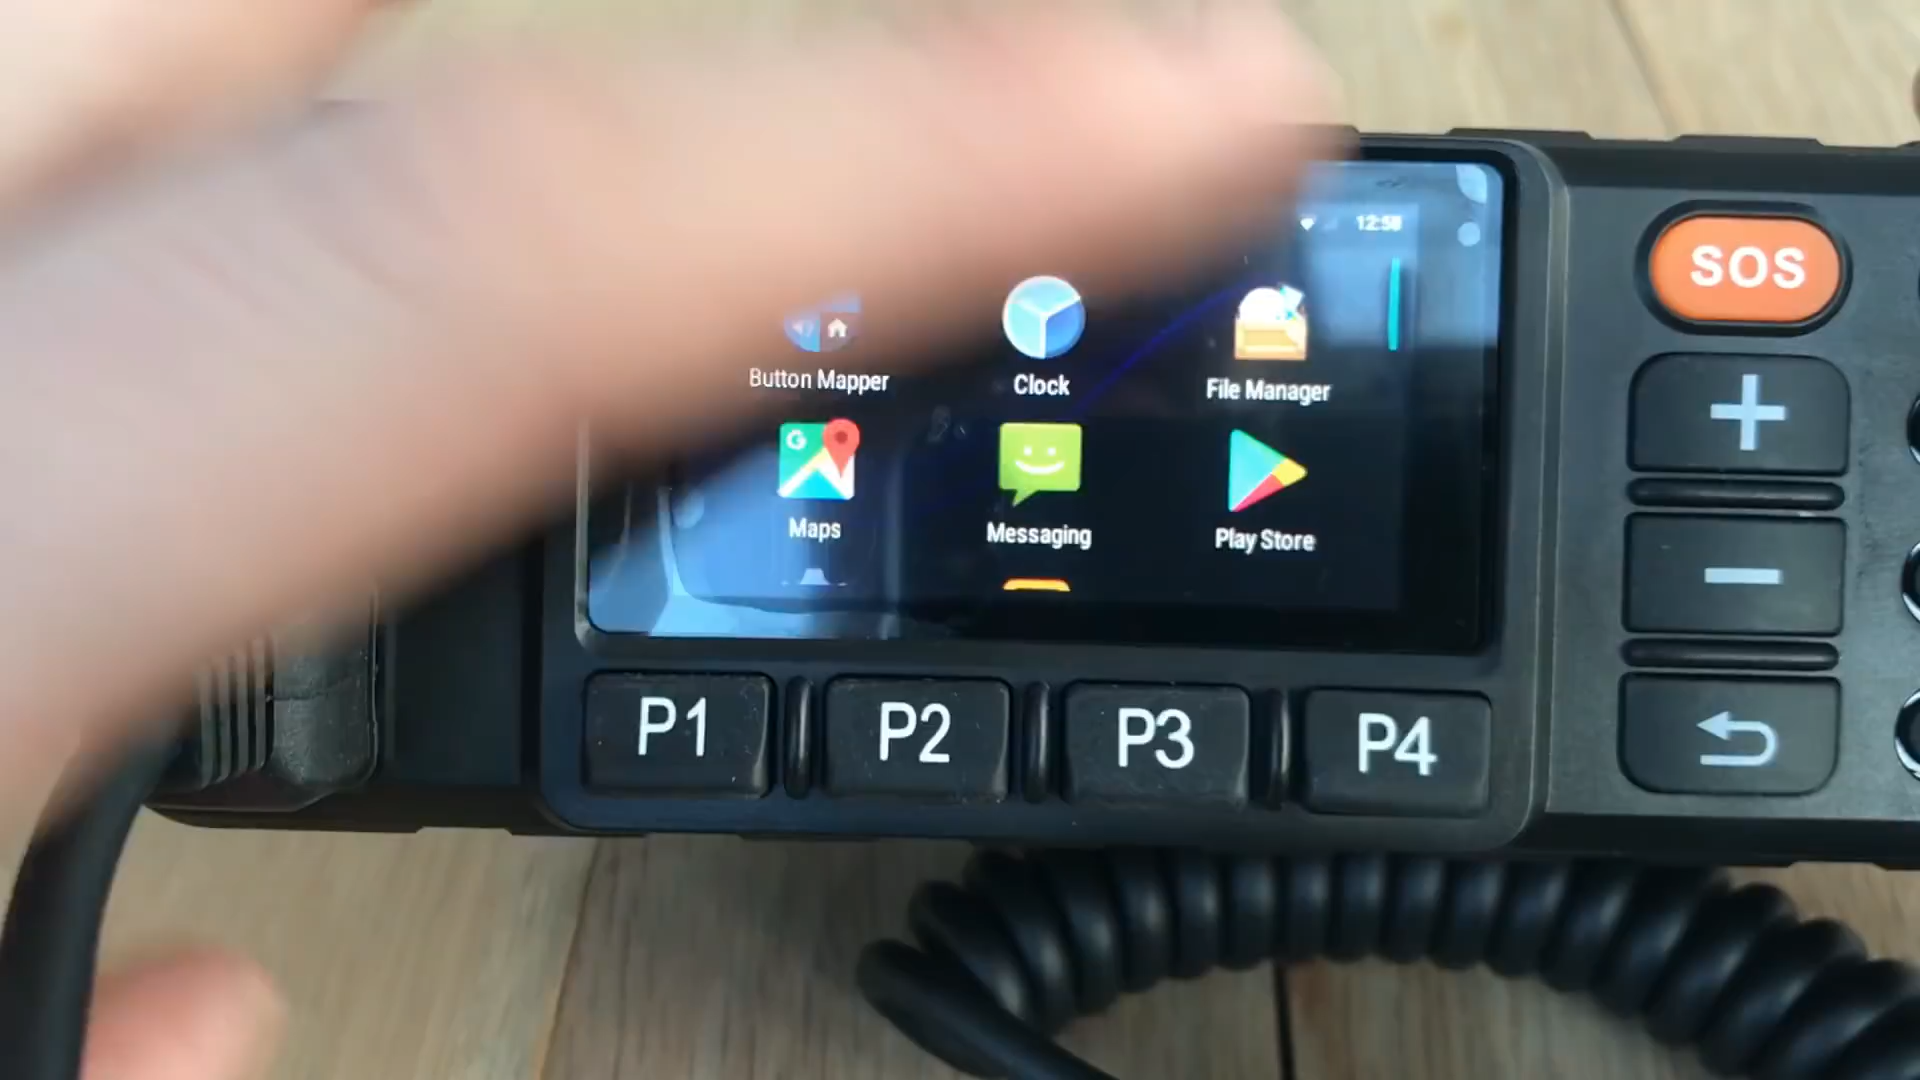 12:58
SOS
Button Mapper
Clock
File Manager
G
Maps
Messaging
Play Store
P1
P2
P3
P4